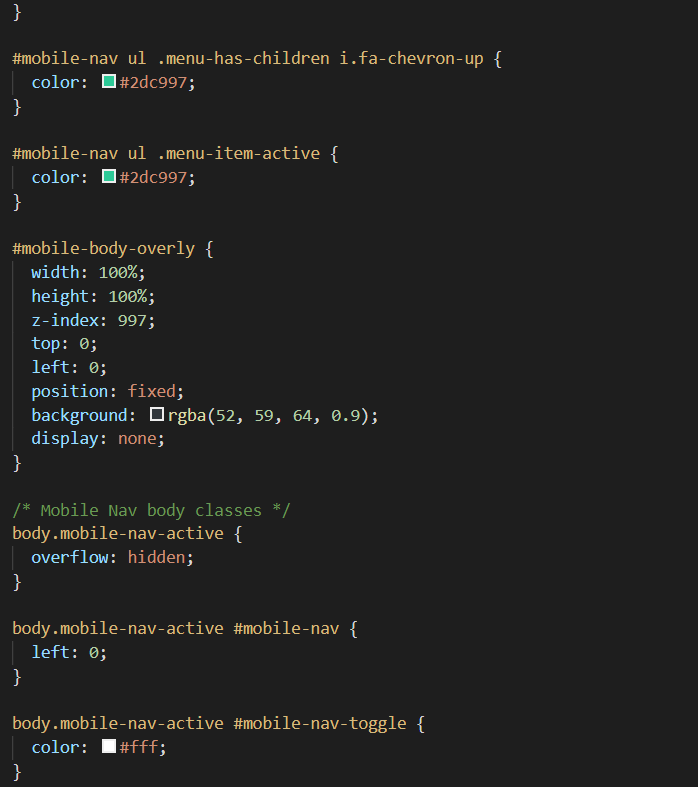 }
#mobile-nav ul .menu-has-children i.fa-chevron-up {
color: #2dc997;
}
#mobile-nav ul .menu-item-active {
color: #2dc997;
}
#mobile-body-overly {
width: 100%;
height: 100%;
z-index: 997;
top: 0;
left: 0;
position: fixed;
background: rgba(52, 59, 64, 0.9);
display: none;
}
/* Mobile Nav body classes */
body.mobile-nav-active {
overflow: hidden;
}
body.mobile-nav-active #mobile-nav {
left: 0;
}
body.mobile-nav-active #mobile-nav-toggle {
color: #fff;
}